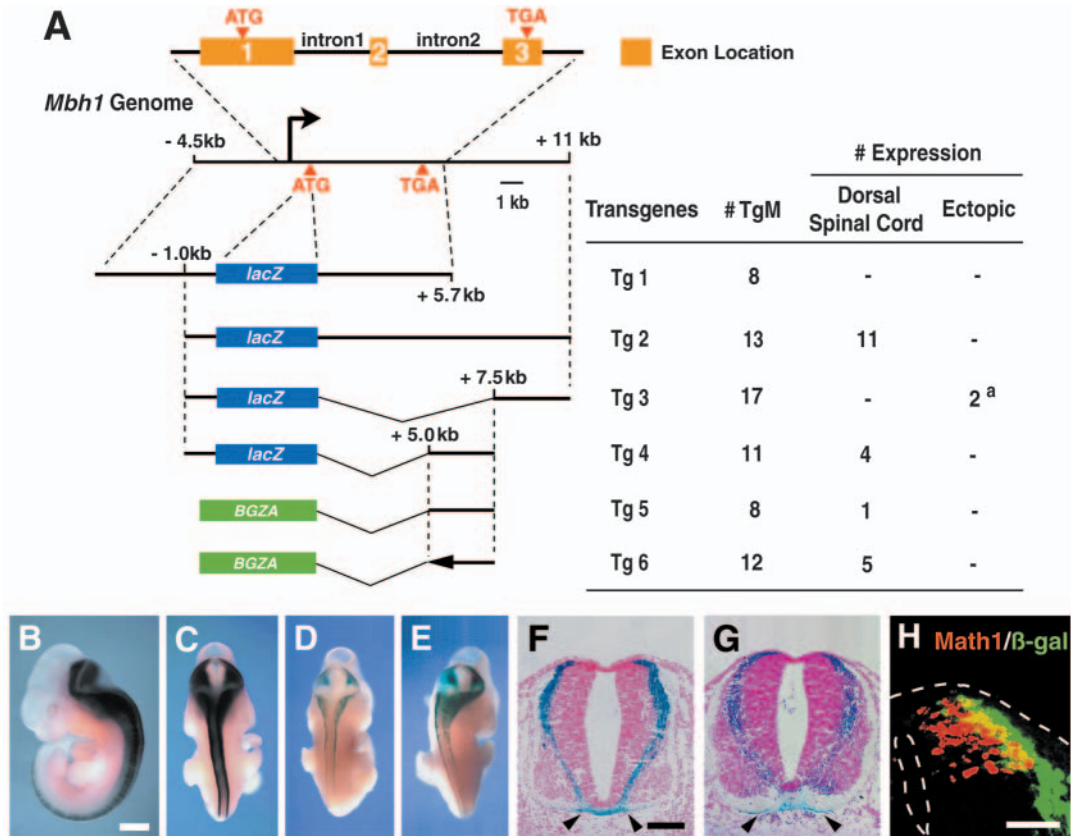 A
ATG
TGA
intron1
intron2
1
2
3
Exon Location
Mbh1 Genome
- 4.5kb
+ 11 kb
ATG
TGA
1 kb
- 1.0kb
lacZ
+ 5.7kb
lacZ
+ 7.5kb
lacZ
+ 5.0kb
lacZ
BGZA
BGZA
# Expression
Transgenes # TgM Dorsal Spinal Cord Ectopic
Tg 1 8 - -
Tg 2 13 11 -
Tg 3 17 - 2 a
Tg 4 11 4 -
Tg 5 8 1 -
Tg 6 12 5 -
B
C
D
E
F
G
H
Math1/ß-gal